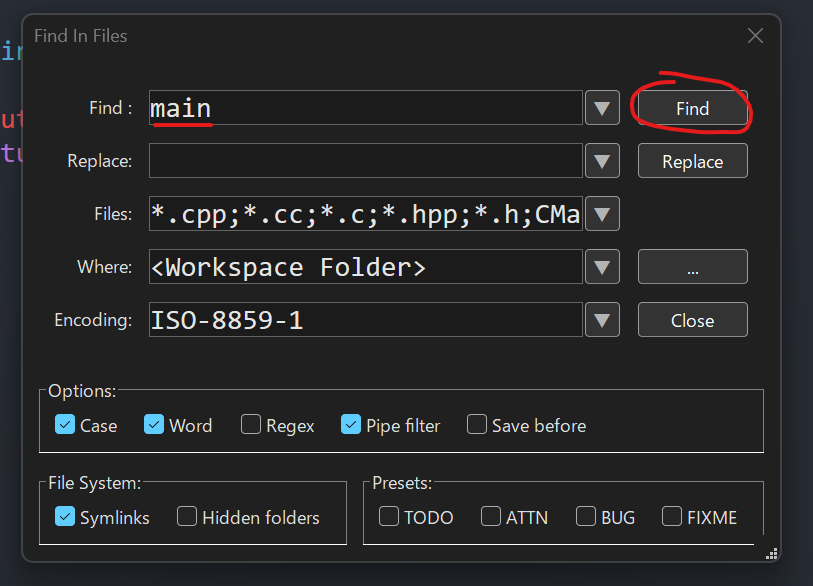 Find In Files
Find : main Find
Replace: Replace
Files: *.cpp;*.cc;*.c;*.hpp;*.h;CMa
Where: <Workspace Folder> ...
Encoding: ISO-8859-1 Close
Options:
Case Word Regex Pipe filter Save before
File System: Presets:
Symlinks Hidden folders TODO ATTN BUG FIXME